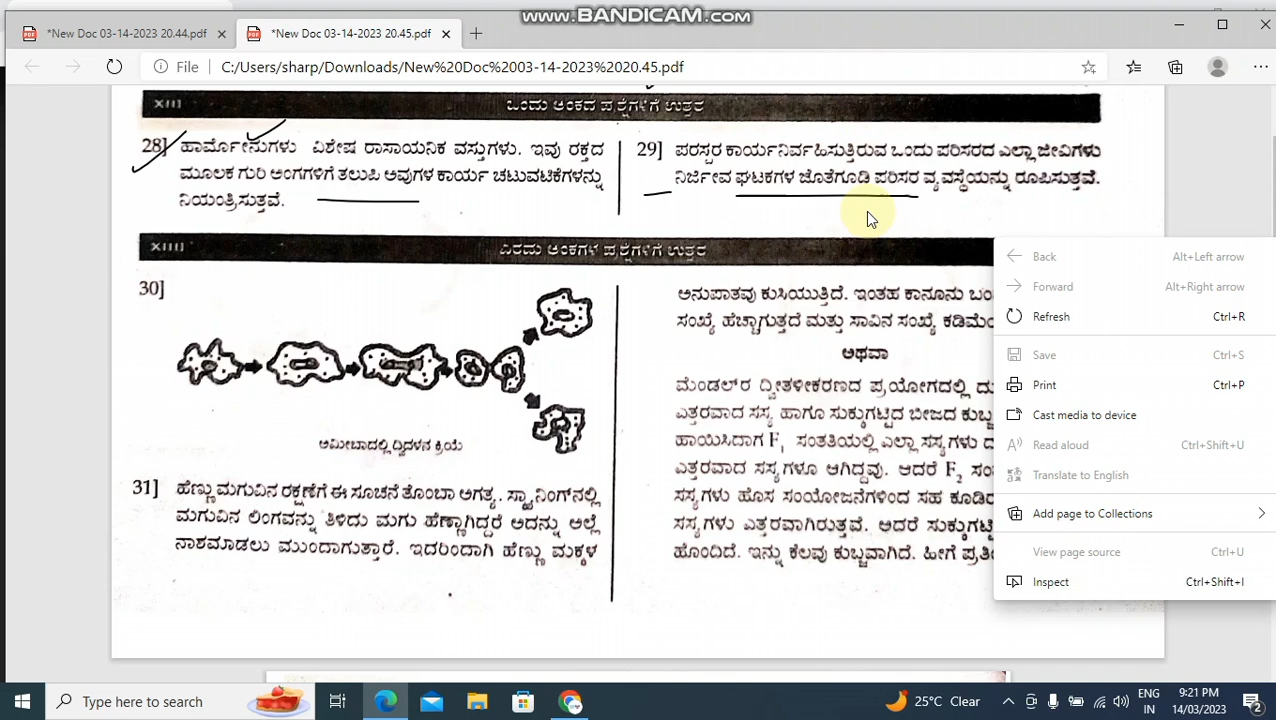 www.BANDICAM.com
*New Doc 03-14-2023 20.44.pdf
*New Doc 03-14-2023 20.45.pdf
File C:/Users/sharp/Downloads/New%20Doc%2003-14-2023%2020.45.pdf
XIII ಒಂದು ಅಂಕದ ಪ್ರಶ್ನೆಗಳಿಗೆ ಉತ್ತರ
28] ಹಾರ್ಮೋನುಗಳು ವಿಶೇಷ ರಾಸಾಯನಿಕ ವಸ್ತುಗಳು. ಇವು ರಕ್ತದ
ಮೂಲಕ ಗುರಿ ಅಂಗಗಳಿಗೆ ತಲುಪಿ ಅವುಗಳ ಕಾರ್ಯ ಚಟುವಟಿಕೆಗಳನ್ನು
ನಿಯಂತ್ರಿಸುತ್ತವೆ.
29] ಪರಸ್ಪರ ಕಾರ್ಯನಿರ್ವಹಿಸುತ್ತಿರುವ ಒಂದು ಪರಿಸರದ ಎಲ್ಲಾ ಜೀವಿಗಳು
ನಿರ್ಜೀವ ಘಟಕಗಳ ಜೊತೆಗೂಡಿ ಪರಿಸರ ವ್ಯವಸ್ಥೆಯನ್ನು ರೂಪಿಸುತ್ತವೆ.
XIIII ಎರಡು ಅಂಕಗಳ ಪ್ರಶ್ನೆಗಳಿಗೆ ಉತ್ತರ
30]
ಅಮೀಬಾದಲ್ಲಿ ದ್ವಿದಳನ ಕ್ರಿಯೆ
31] ಹೆಣ್ಣು ಮಗುವಿನ ರಕ್ಷಣೆಗೆ ಈ ಸೂಚನೆ ತೊಂಬಾ ಅಗತ್ಯ. ಸ್ಕ್ಯಾನಿಂಗ್‌ನಲ್ಲಿ
ಮಗುವಿನ ಲಿಂಗವನ್ನು ತಿಳಿದು ಮಗು ಹೆಣ್ಣಾಗಿದ್ದರೆ ಅದನ್ನು ಅಲ್ಲೆ
ನಾಶಮಾಡಲು ಮುಂದಾಗುತ್ತಾರೆ. ಇದರಿಂದಾಗಿ ಹೆಣ್ಣು ಮಕ್ಕಳ
ಅನುಪಾತವು ಕುಸಿಯುತ್ತಿದೆ. ಇಂತಹ ಕಾನೂನು
ಸಂಖ್ಯೆ ಹೆಚ್ಚಾಗುತ್ತದೆ ಮತ್ತು ಸಾವಿನ ಸಂಖ್ಯೆ
ಅಥವಾ
ಮೆಂಡಲ್‌ರ ದ್ವಿತಳೀಕರಣದ ಪ್ರಯೋಗದಲ್ಲಿ
ಎತ್ತರವಾದ ಸಸ್ಯ ಹಾಗೂ ಸುಕ್ಕುಗಟ್ಟಿದ ಬೀಜದ
ಹಾಯಿಸಿದಾಗ F₁ ಸಂತತಿಯಲ್ಲಿ ಎಲ್ಲಾ ಸಸ್ಯಗಳು
ಎತ್ತರವಾದ ಸಸ್ಯಗಳೂ ಆಗಿದ್ದವು. ಆದರೆ F₂
ಸಸ್ಯಗಳು ಹೊಸ ಸಂಯೋಜನೆಗಳಿಂದ ಸಹ
ಸಸ್ಯಗಳು ಎತ್ತರವಾಗಿರುತ್ತವೆ. ಆದರೆ
ಹೊಂದಿದೆ. ಇನ್ನು ಕೆಲವು ಕುಬ್ಜವಾಗಿದೆ. ಹೀಗೆ
Back Alt+Left arrow
Forward Alt+Right arrow
Refresh Ctrl+R
Save Ctrl+S
Print Ctrl+P
Cast media to device
Read aloud Ctrl+Shift+U
Translate to English
Add page to Collections
View page source Ctrl+U
Inspect Ctrl+Shift+I
Type here to search
25°C Clear
ENG
IN
9:21 PM
14/03/2023
2